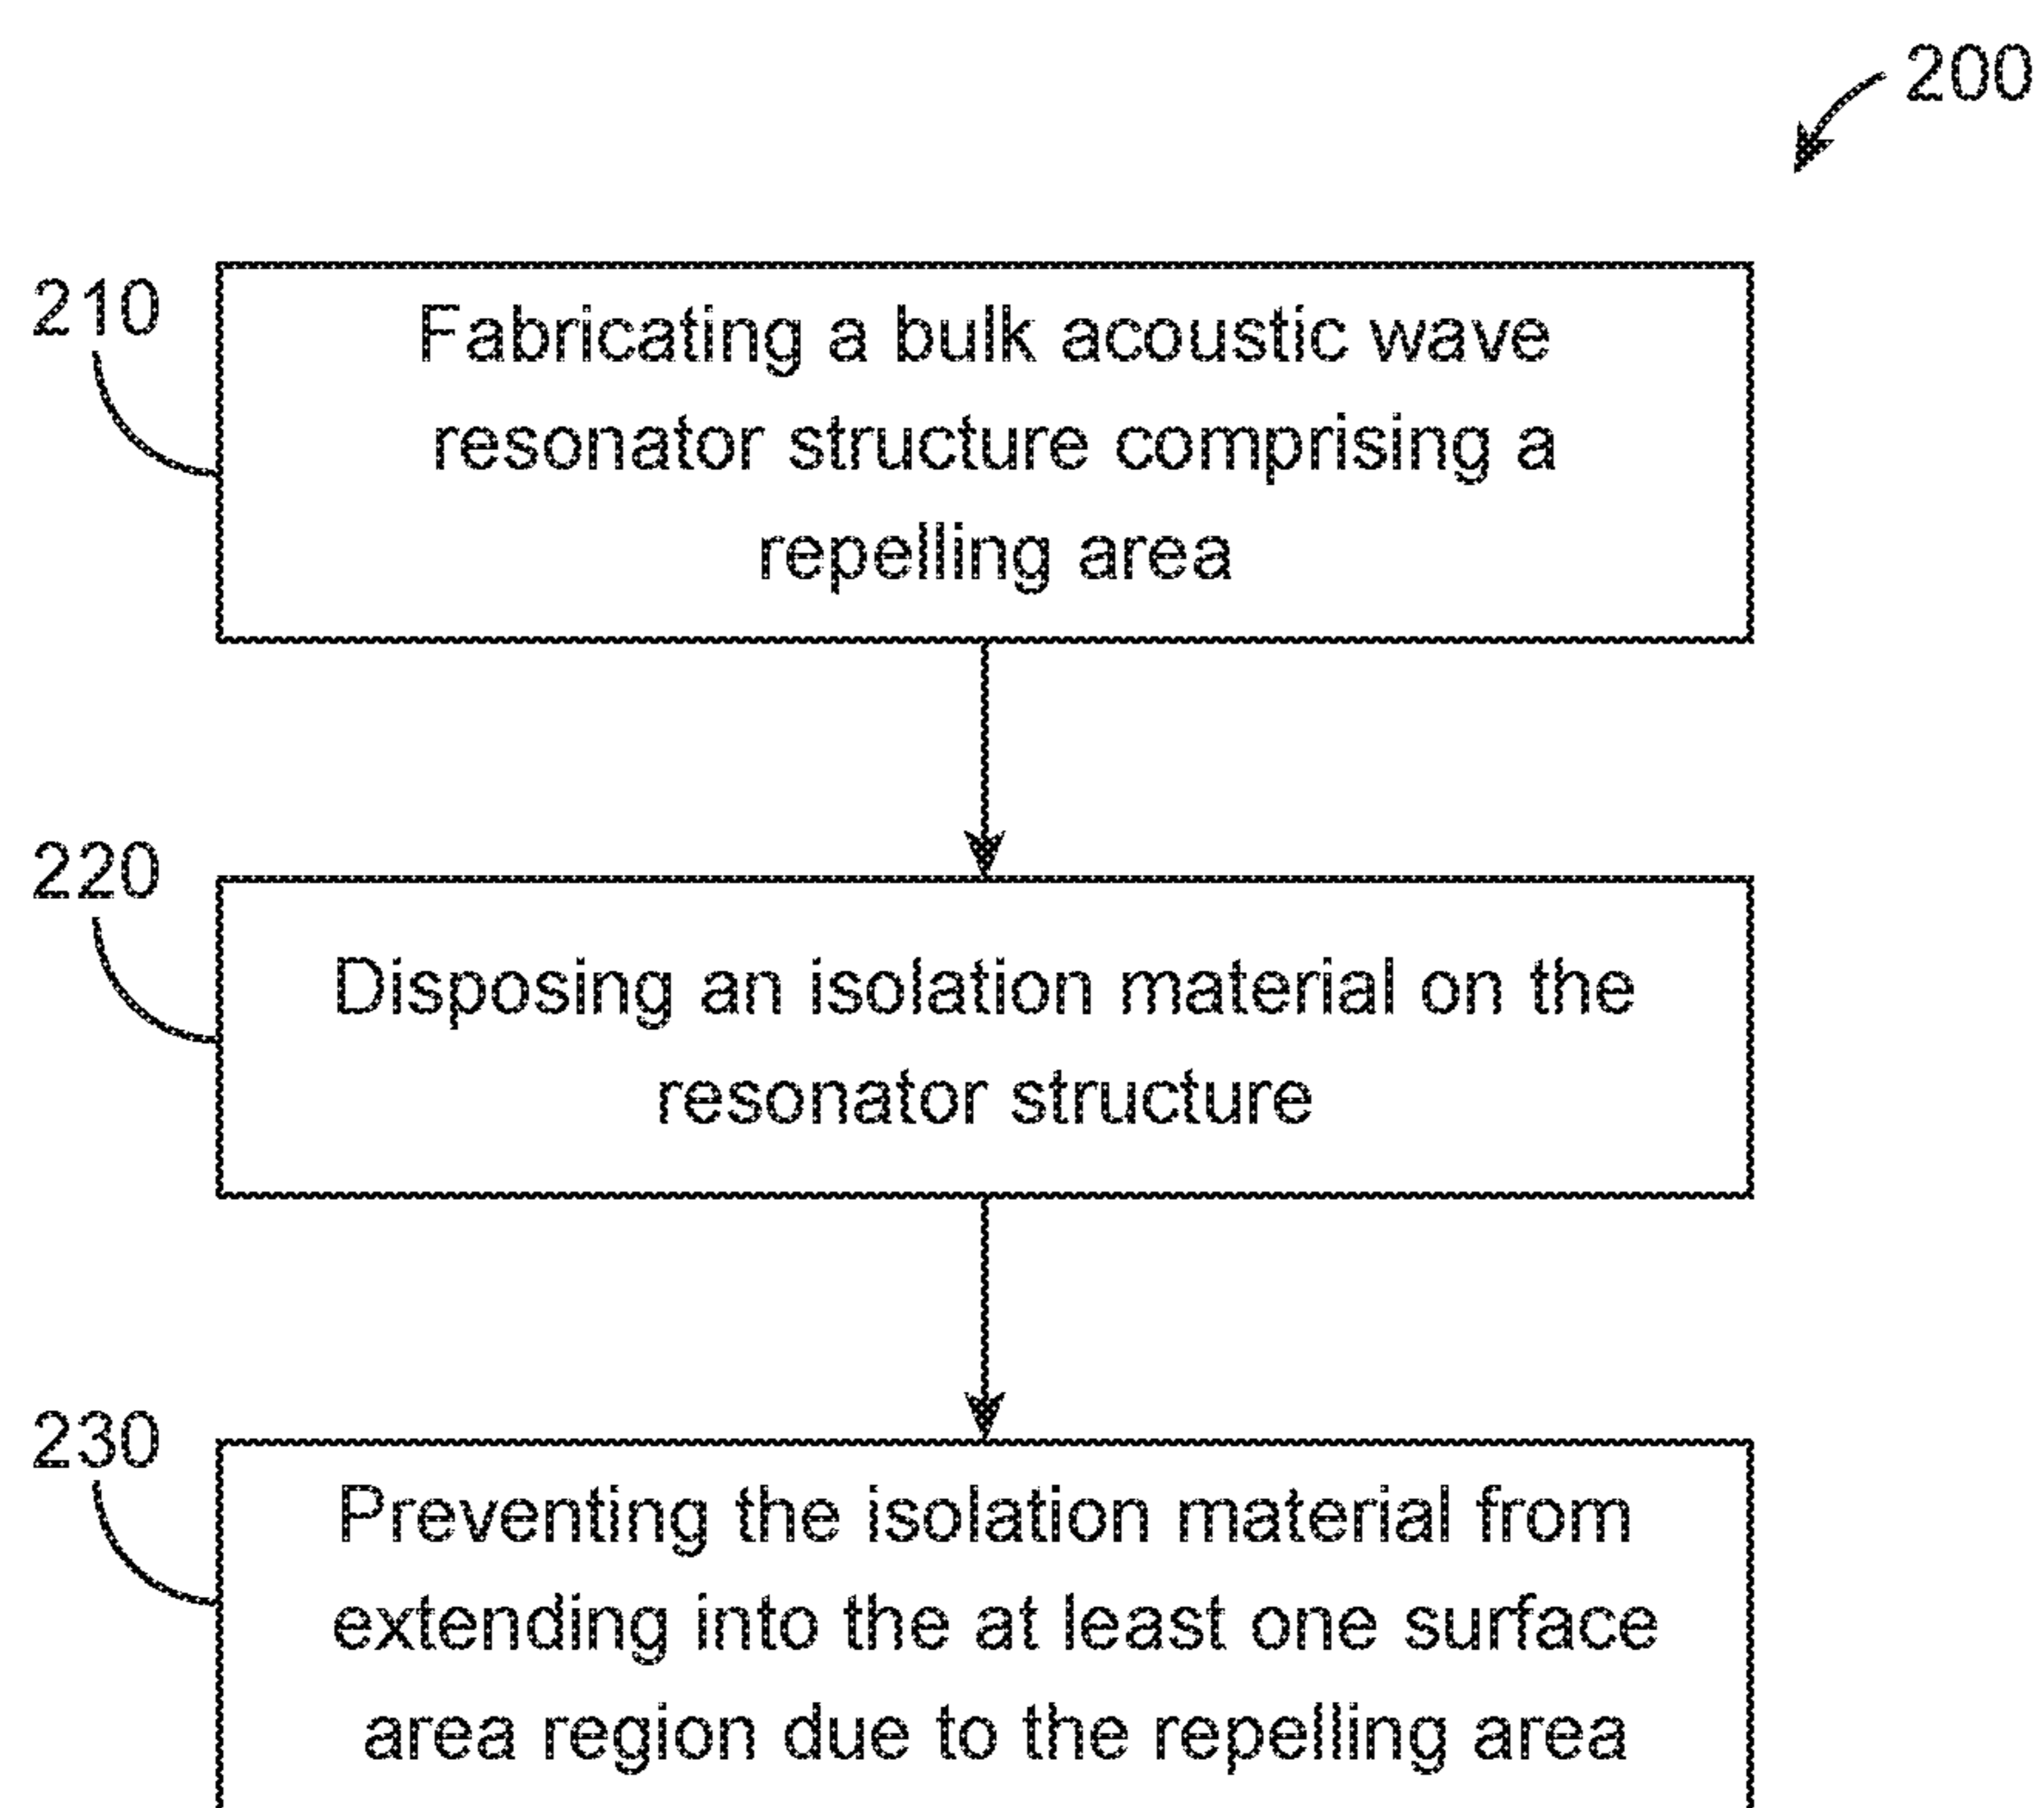 200
210
Fabricating a bulk acoustic wave
resonator structure comprising a
repelling area
220
Disposing an isolation material on the
resonator structure
230
Preventing the isolation material from
extending into the at least one surface
area region due to the repelling area